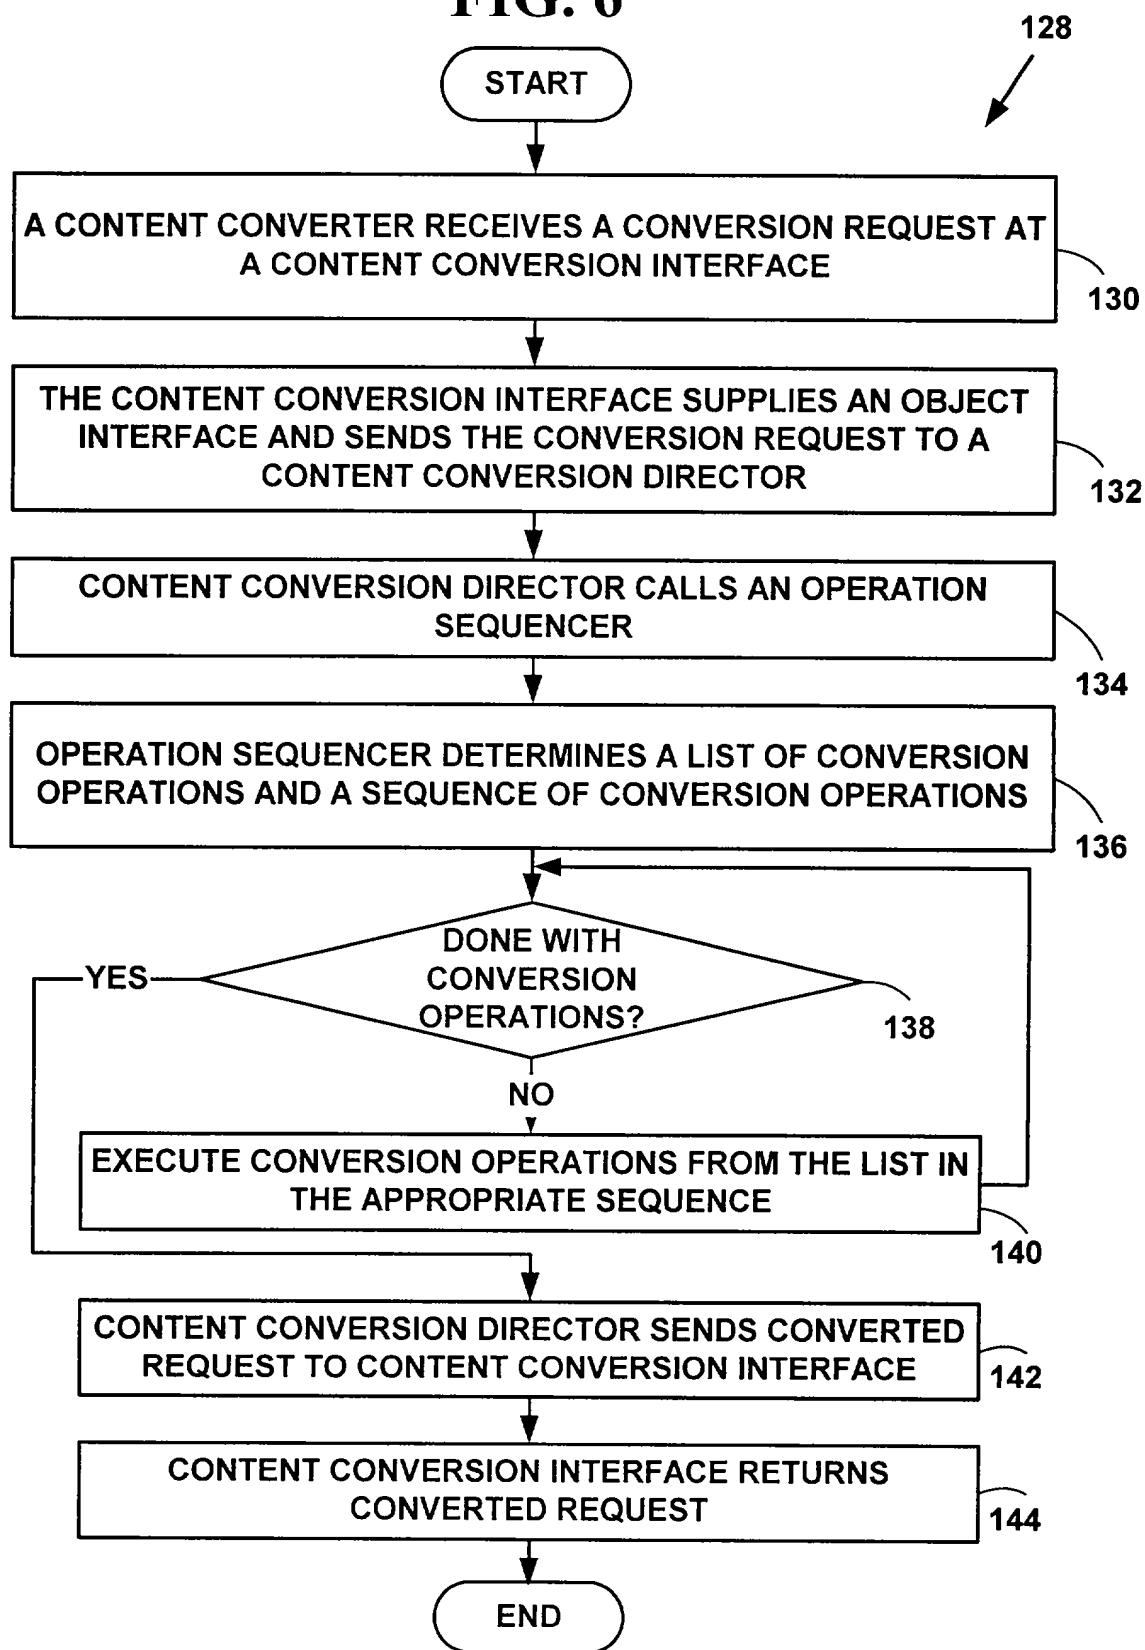 FIG. 6
128
START
A CONTENT CONVERTER RECEIVES A CONVERSION REQUEST AT
A CONTENT CONVERSION INTERFACE
130
THE CONTENT CONVERSION INTERFACE SUPPLIES AN OBJECT
INTERFACE AND SENDS THE CONVERSION REQUEST TO A
CONTENT CONVERSION DIRECTOR
132
CONTENT CONVERSION DIRECTOR CALLS AN OPERATION
SEQUENCER
134
OPERATION SEQUENCER DETERMINES A LIST OF CONVERSION
OPERATIONS AND A SEQUENCE OF CONVERSION OPERATIONS
136
DONE WITH
CONVERSION
OPERATIONS?
YES
138
NO
EXECUTE CONVERSION OPERATIONS FROM THE LIST IN
THE APPROPRIATE SEQUENCE
140
CONTENT CONVERSION DIRECTOR SENDS CONVERTED
REQUEST TO CONTENT CONVERSION INTERFACE
142
CONTENT CONVERSION INTERFACE RETURNS
CONVERTED REQUEST
144
END